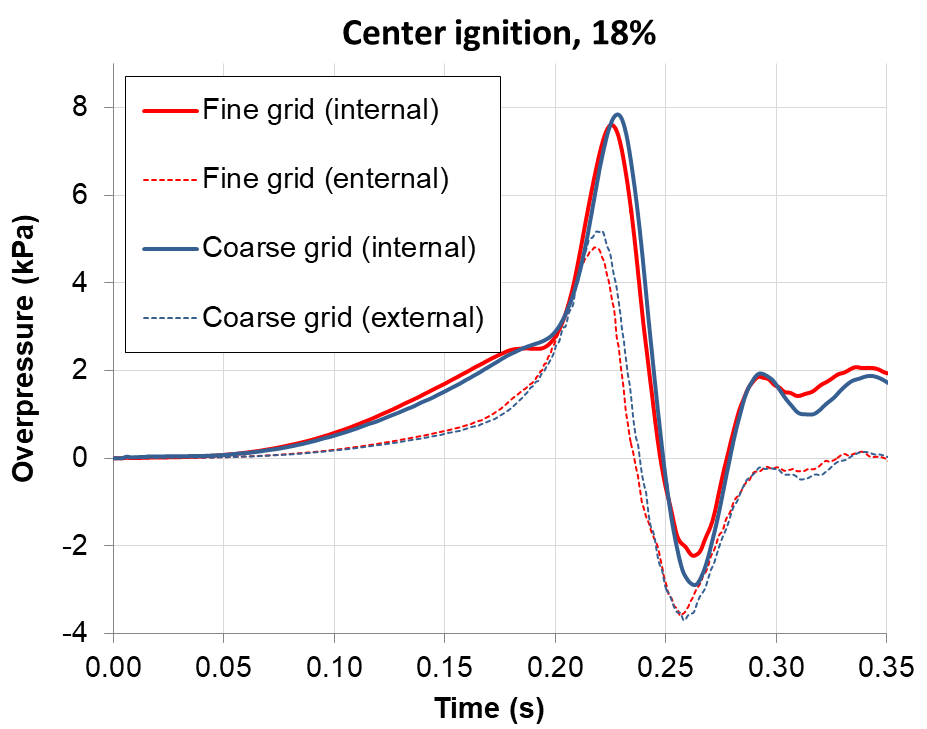 Center ignition, 18%
Fine grid (internal)
Fine grid (enternal)
Coarse grid (internal)
Coarse grid (external)
Overpressure (kPa)
8
6
4
2
0
-2
-4
0.00 0.05 0.10 0.15 0.20 0.25 0.30 0.35
Time (s)